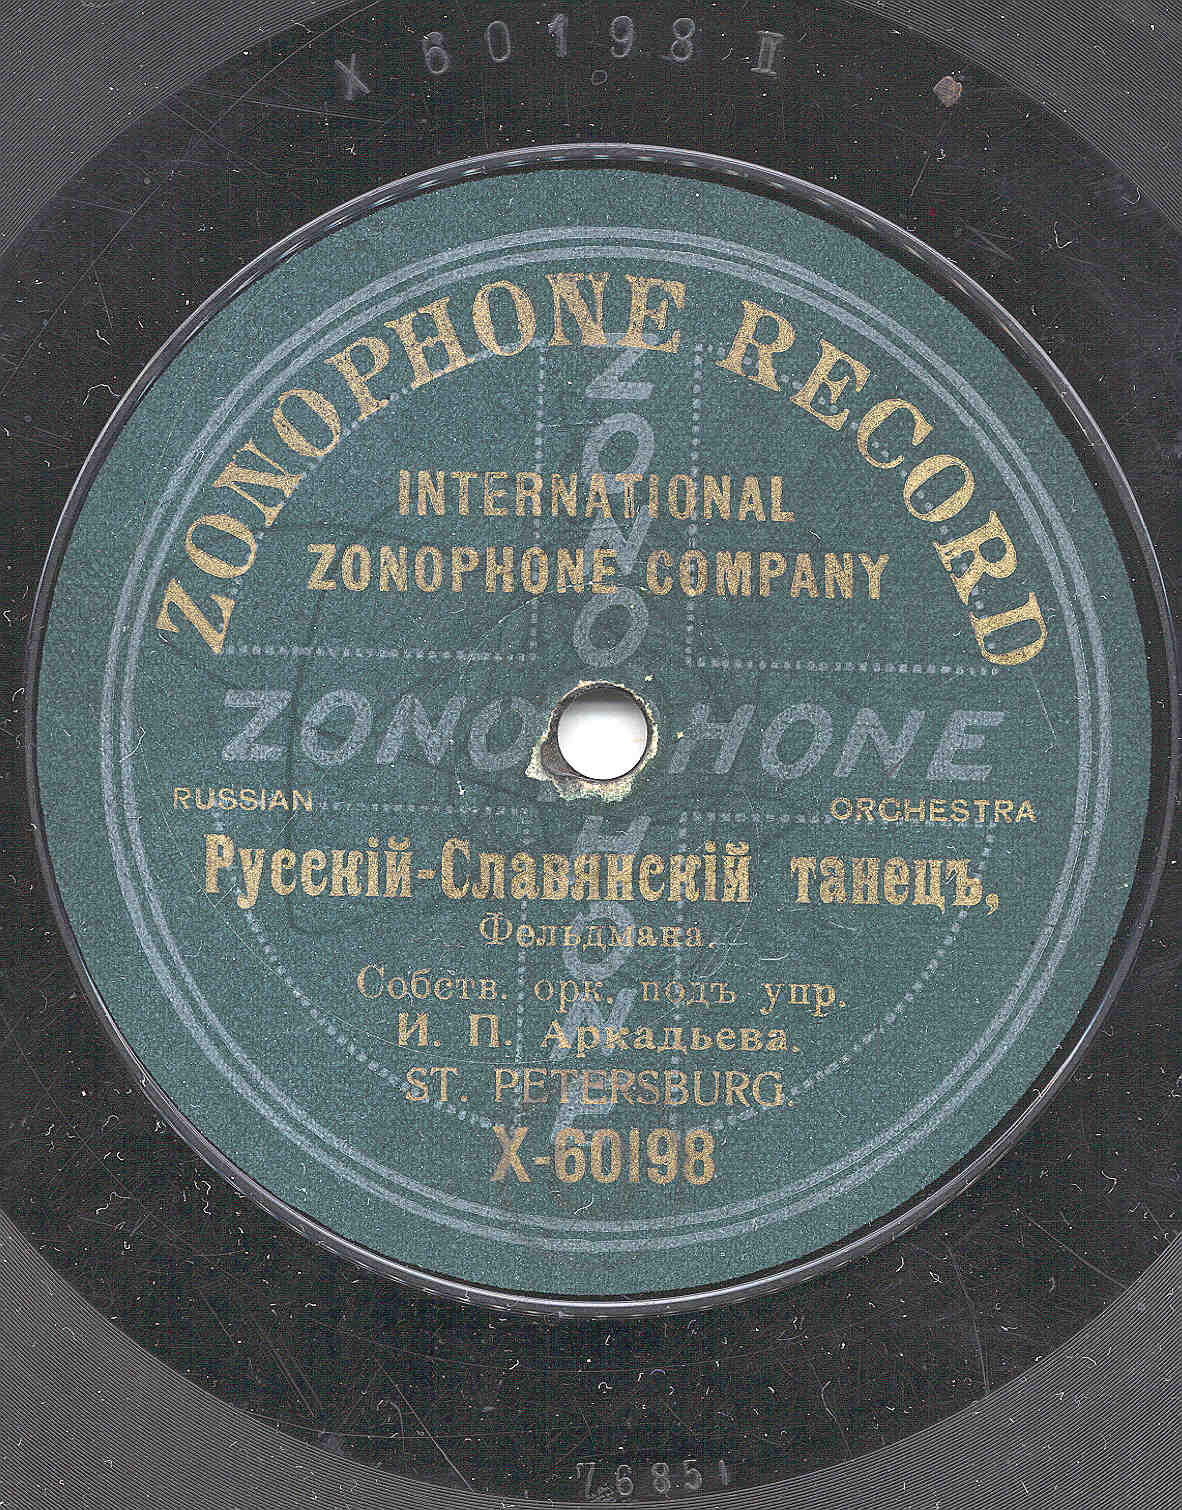 X 60198 II
ZONOPHONE RECORD
INTERNATIONAL
ZONOPHONE COMPANY
ZONOPHONE
ZONOPHONE
RUSSIAN ORCHESTRA
Русскій-Славянскій танецъ,
Фельдмана.
Собств. орк. подъ упр.
И. П. Аркадьева.
ST. PETERSBURG.
X-60198